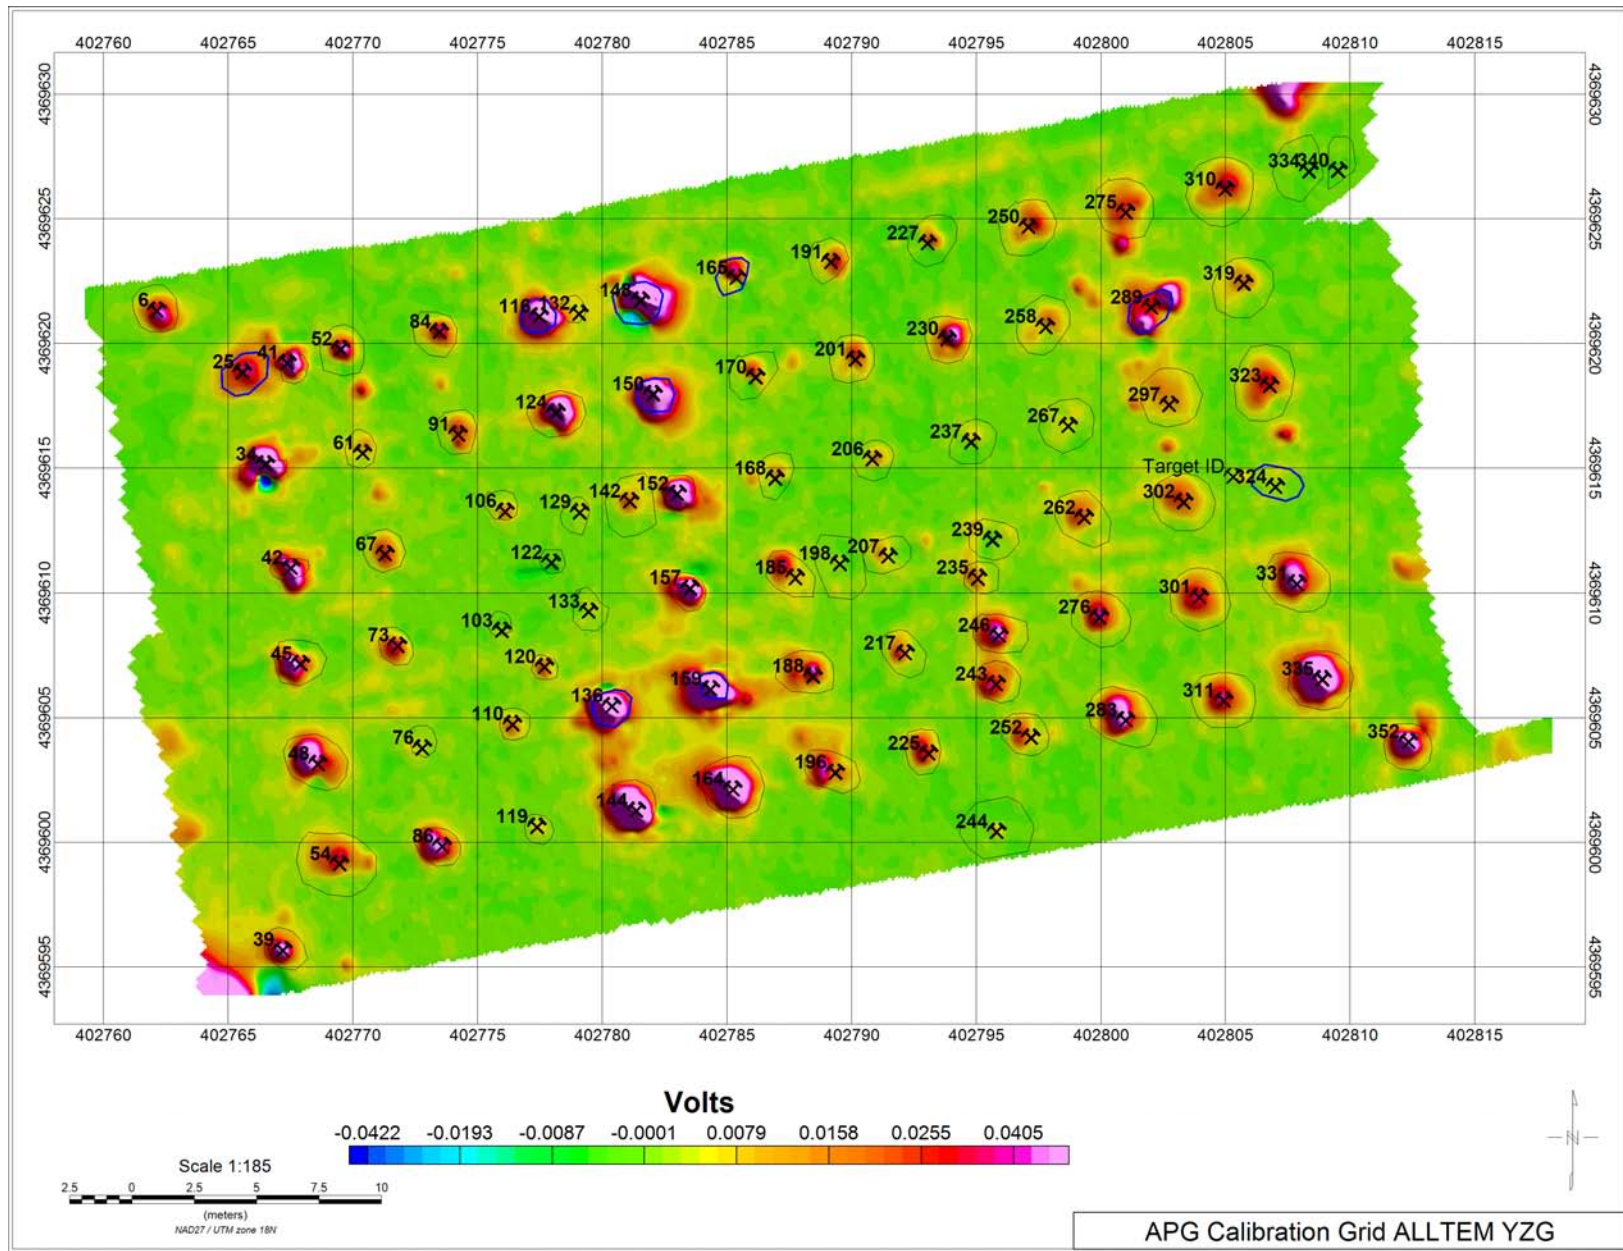 402760 402765 402770 402775 402780 402785 402790 402795 402800 402805 402810 402815
4369630 4369630
334 340
310
275
4369625 250 4369625
227
191
165 319
148 289
6 116 132
258
84 230
4369620 52 4369620
41 201
25 170 323
150
297
124
267
91 237
61
34 206
4369615 168 Target ID 4369615
152 324
142 302
106 129 262
239
207
67 198
42 122
185 235 331
157
4369610 301 4369610
133 276
103 246
73 217
45 120 188 243 335
159
136 311
4369605 110 283 4369605
76 252 352
225
48
196
164
144
119 244
86
4369600 4369600
54
39
4369595 4369595
402760 402765 402770 402775 402780 402785 402790 402795 402800 402805 402810 402815
Volts
-0.0422 -0.0193 -0.0087 -0.0001 0.0079 0.0158 0.0255 0.0405
Scale 1:185
2.5 0 2.5 5 7.5 10
(meters)
NAD27 / UTM zone 18N
N
APG Calibration Grid ALLTEM YZG